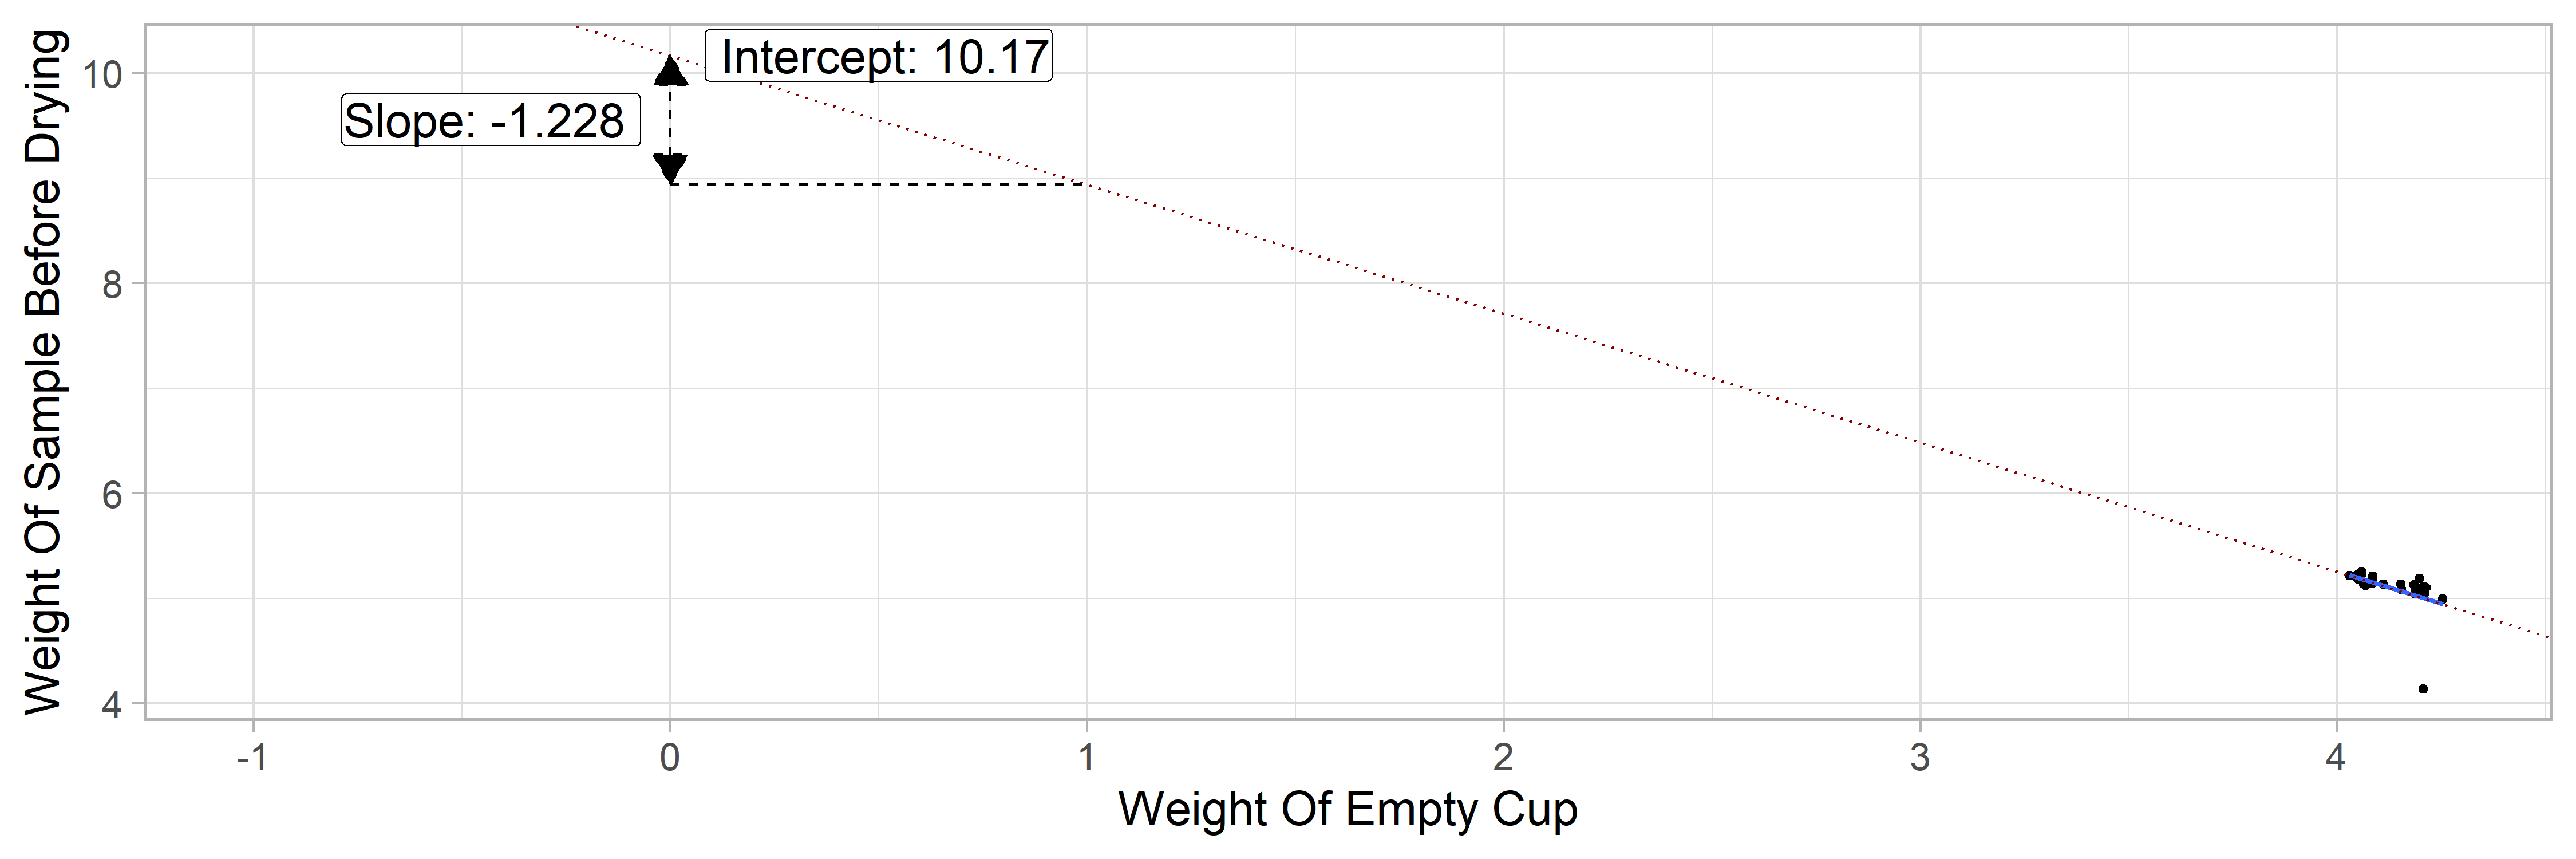 Weight Of Sample Before Drying
10
8
6
4
Intercept: 10.17
Slope: -1.228
-1
0
1
2
3
4
Weight Of Empty Cup